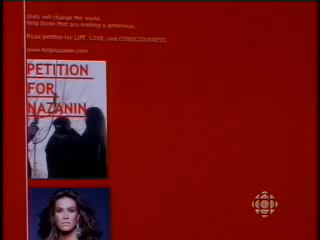 Unity will change the world.
Help those that are making a difference.
Read petition for LIFE, LOVE, and CONSCIOUSNESS.
www.helpnazanin.com
PETITION
FOR
NAZANIN